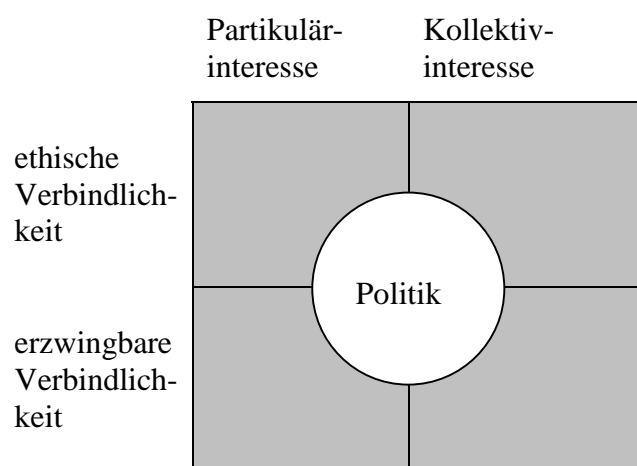 Partikulär-
interesse
Kollektiv-
interesse
ethische
Verbindlich-
keit
Politik
erzwingbare
Verbindlich-
keit